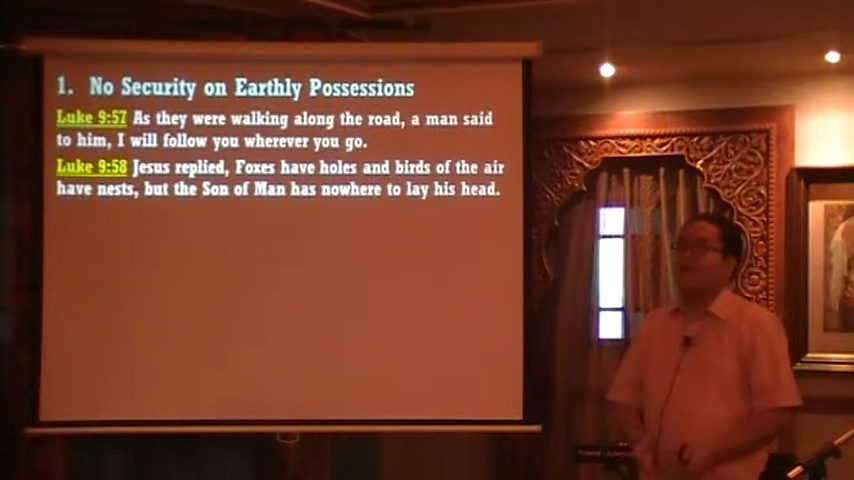 1. No Security on Earthly Possessions
Luke 9:57 As they were walking along the road, a man said
to him, I will follow you wherever you go.
Luke 9:58 Jesus replied, Foxes have holes and birds of the air
have nests, but the Son of Man has nowhere to lay his head.